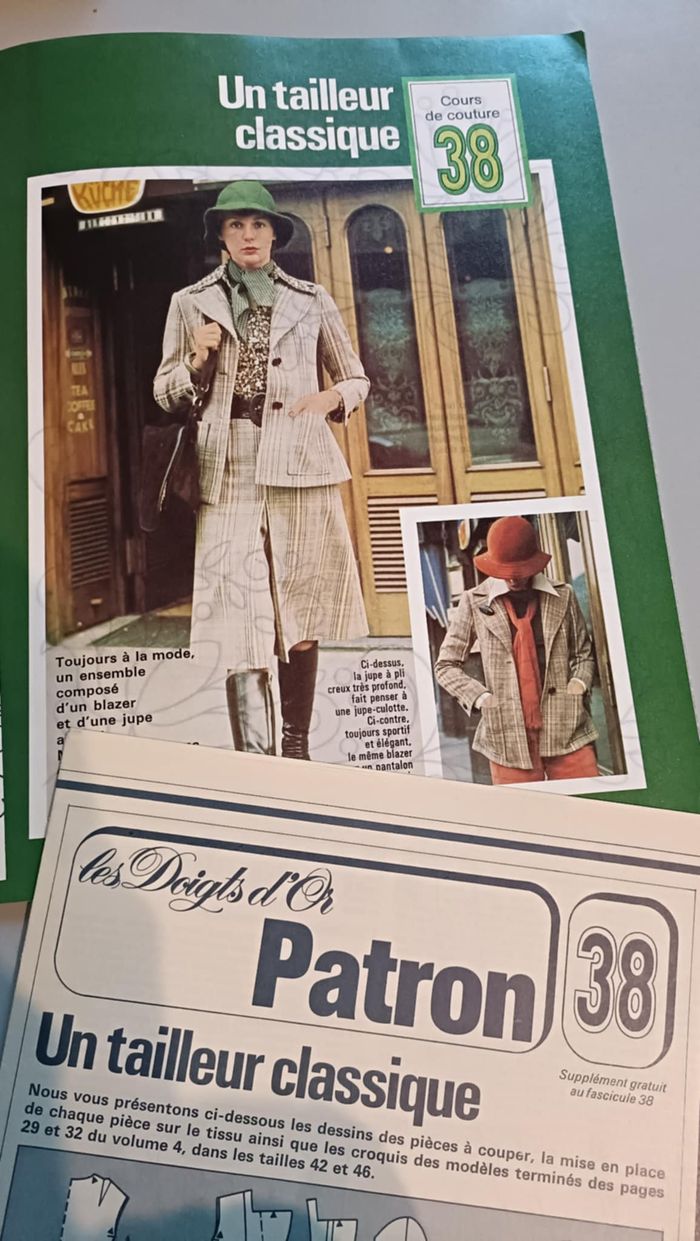 Un tailleur
classique
Cours
de couture
38
KÜCHE
AIR CONDITION
TEA
COFFEE
&
CAKE
Toujours à la mode,
un ensemble
composé
d'un blazer
et d'une jupe
Ci-dessus,
la jupe à pli
creux très profond,
fait penser à
une jupe-culotte.
Ci-contre,
toujours sportif
et élégant,
le même blazer
pantalon
les Doigts d'Or
Patron
38
Un tailleur classique
Supplément gratuit
au fascicule 38
Nous vous présentons ci-dessous les dessins des pièces à couper, la mise en place
de chaque pièce sur le tissu ainsi que les croquis des modèles terminés des pages
29 et 32 du volume 4, dans les tailles 42 et 46.